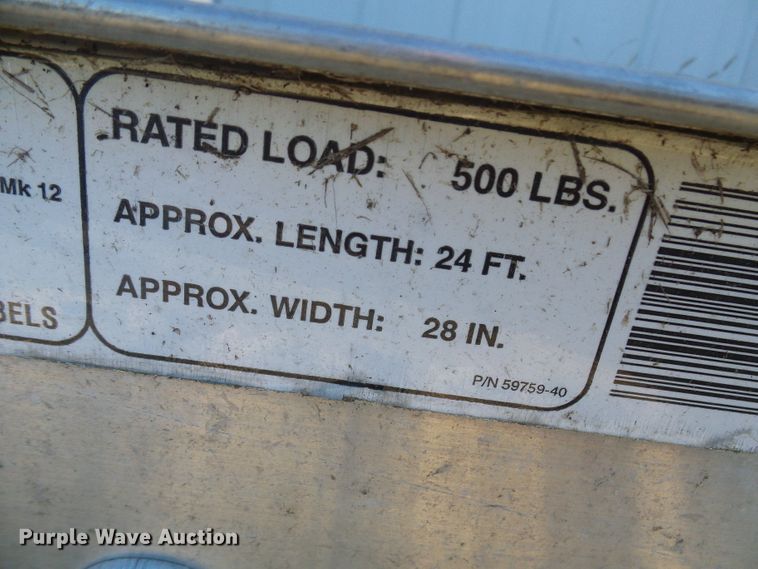 RATED LOAD: 500 LBS.
Mk 12
APPROX. LENGTH: 24 FT.
APPROX. WIDTH: 28 IN.
BELS
P/N 59759-40
Purple Wave Auction